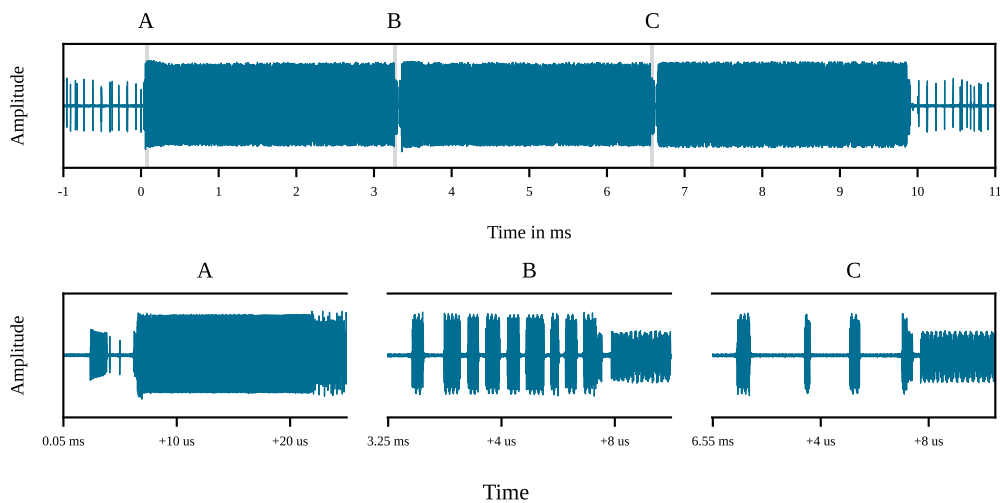 A B C
Amplitude
-1 0 1 2 3 4 5 6 7 8 9 10 11
Time in ms
A B C
Amplitude
0.05 ms +10 us +20 us 3.25 ms +4 us +8 us 6.55 ms +4 us +8 us
Time